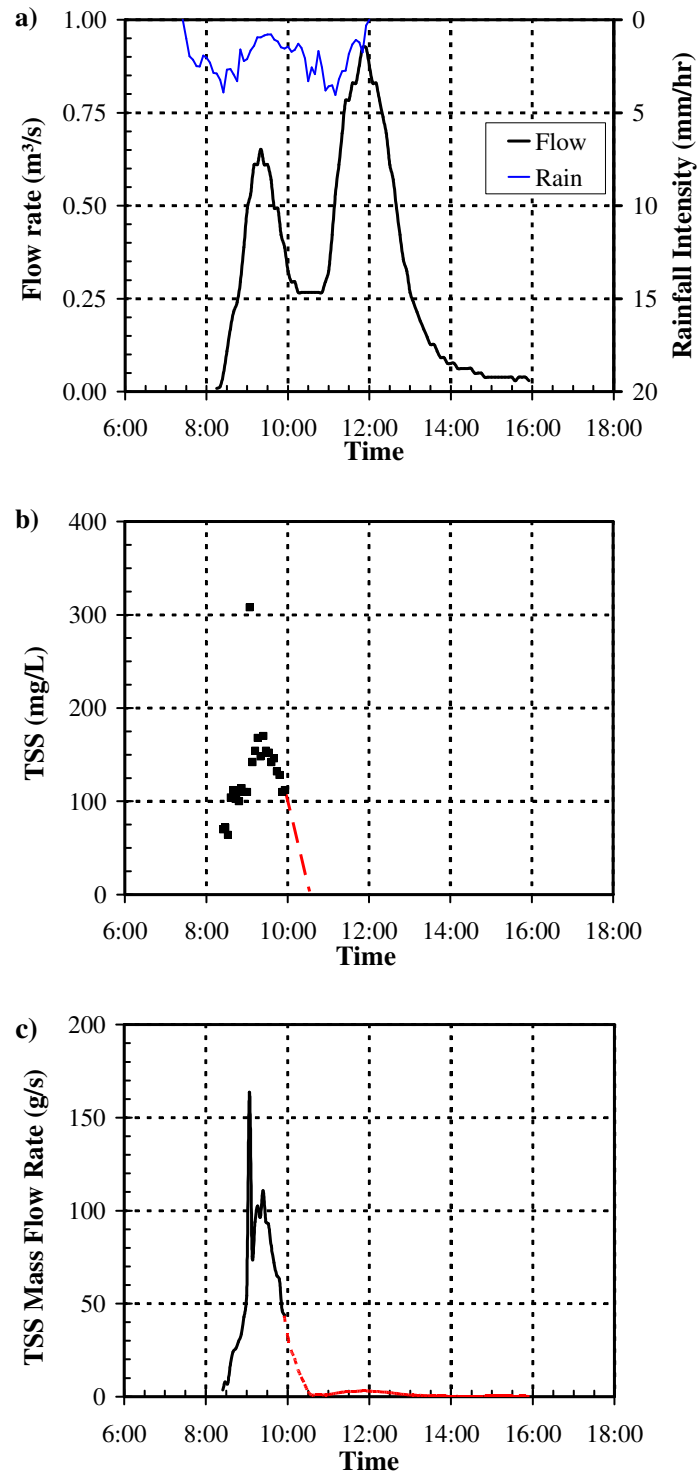 a)
1.00
0.75
0.50
0.25
0.00
Flow rate (m³/s)
0
5
10
15
20
Rainfall Intensity (mm/hr)
Flow
Rain
6:00 8:00 10:00 12:00 14:00 16:00 18:00
Time
b)
400
300
200
100
0
TSS (mg/L)
6:00 8:00 10:00 12:00 14:00 16:00 18:00
Time
c)
200
150
100
50
0
TSS Mass Flow Rate (g/s)
6:00 8:00 10:00 12:00 14:00 16:00 18:00
Time